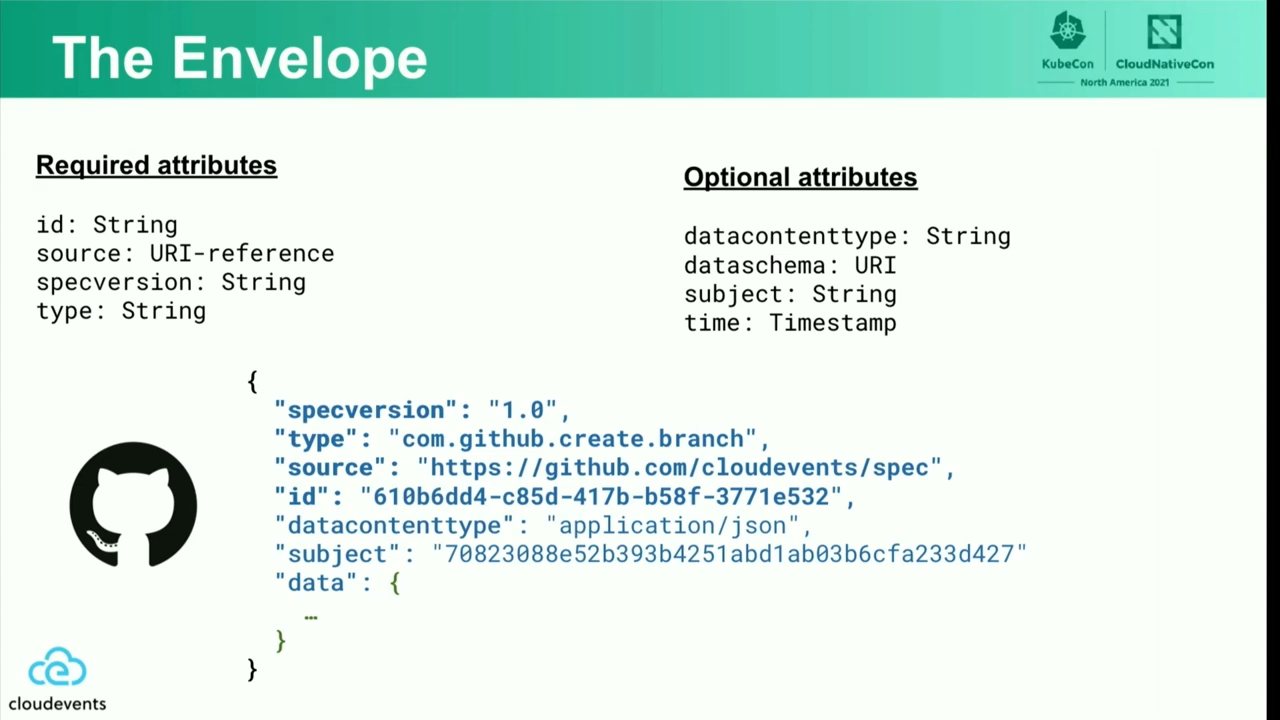 The Envelope
KubeCon
CloudNativeCon
North America 2021
Required attributes
id: String
source: URI-reference
specversion: String
type: String
Optional attributes
datacontenttype: String
dataschema: URI
subject: String
time: Timestamp
{
"specversion": "1.0",
"type": "com.github.create.branch",
"source": "https://github.com/cloudevents/spec",
"id": "610b6dd4-c85d-417b-b58f-3771e532",
"datacontenttype": "application/json",
"subject": "70823088e52b393b4251abd1ab03b6cfa233d427"
"data": {
…
}
}
cloudevents